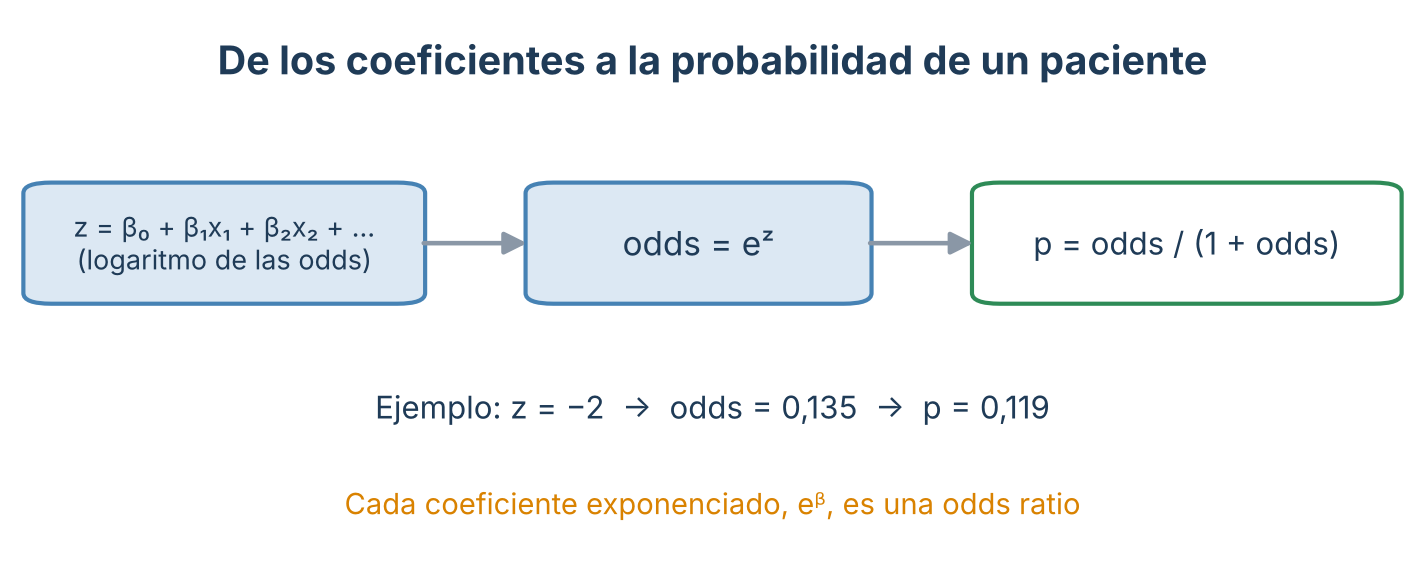 De los coeficientes a la probabilidad de un paciente
z = β₀ + β₁x₁ + β₂x₂ + ...
(logaritmo de las odds)
odds = eᶻ
p = odds / (1 + odds)
Ejemplo: z = −2 → odds = 0,135 → p = 0,119
Cada coeficiente exponenciado, eᵝ, es una odds ratio